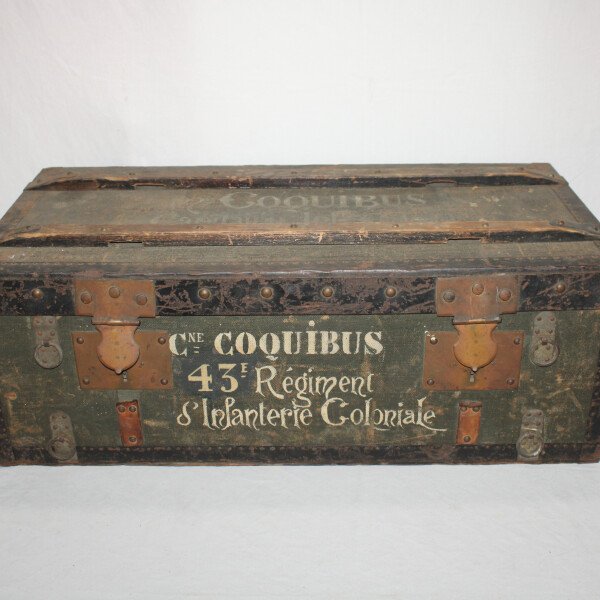 COQUIBUS
CNE COQUIBUS
43E Régiment
d'Infanterie Coloniale